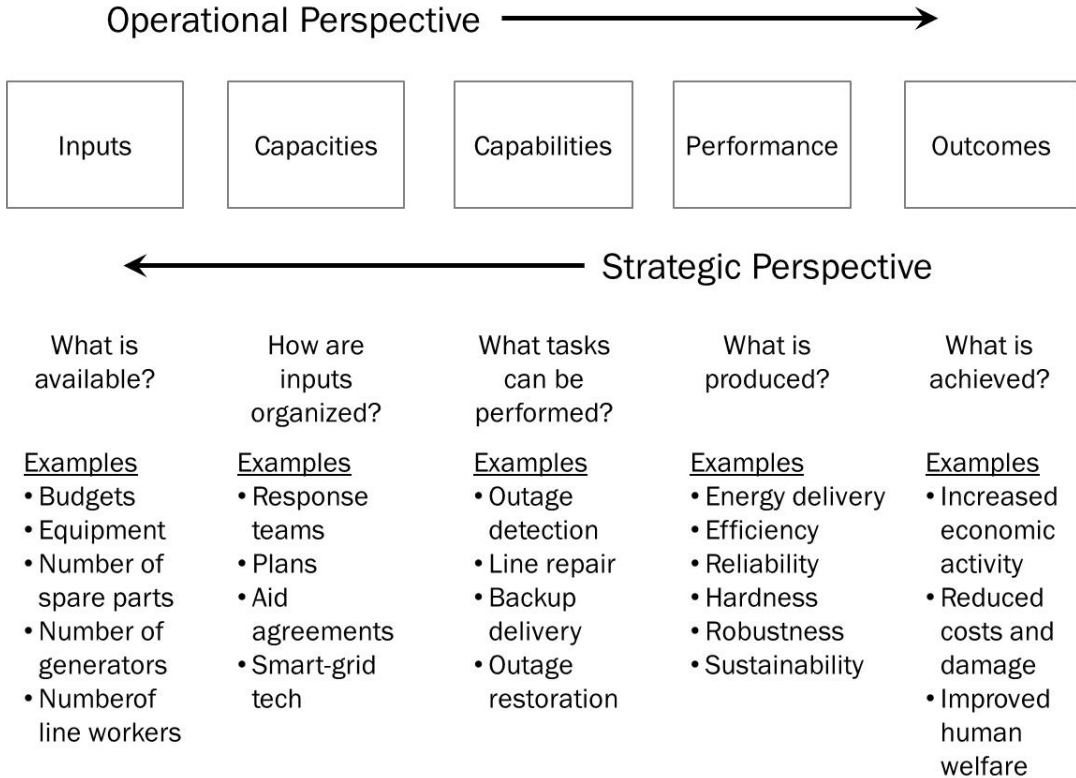 Operational Perspective
Inputs
Capacities
Capabilities
Performance
Outcomes
Strategic Perspective
What is
available?
How are
inputs
organized?
What tasks
can be
performed?
What is
produced?
What is
achieved?
Examples
• Budgets
• Equipment
• Number of
spare parts
• Number of
generators
• Numberof
line workers
Examples
• Response
teams
• Plans
• Aid
agreements
• Smart-grid
tech
Examples
• Outage
detection
• Line repair
• Backup
delivery
• Outage
restoration
Examples
• Energy delivery
• Efficiency
• Reliability
• Hardness
• Robustness
• Sustainability
Examples
• Increased
economic
activity
• Reduced
costs and
damage
• Improved
human
welfare